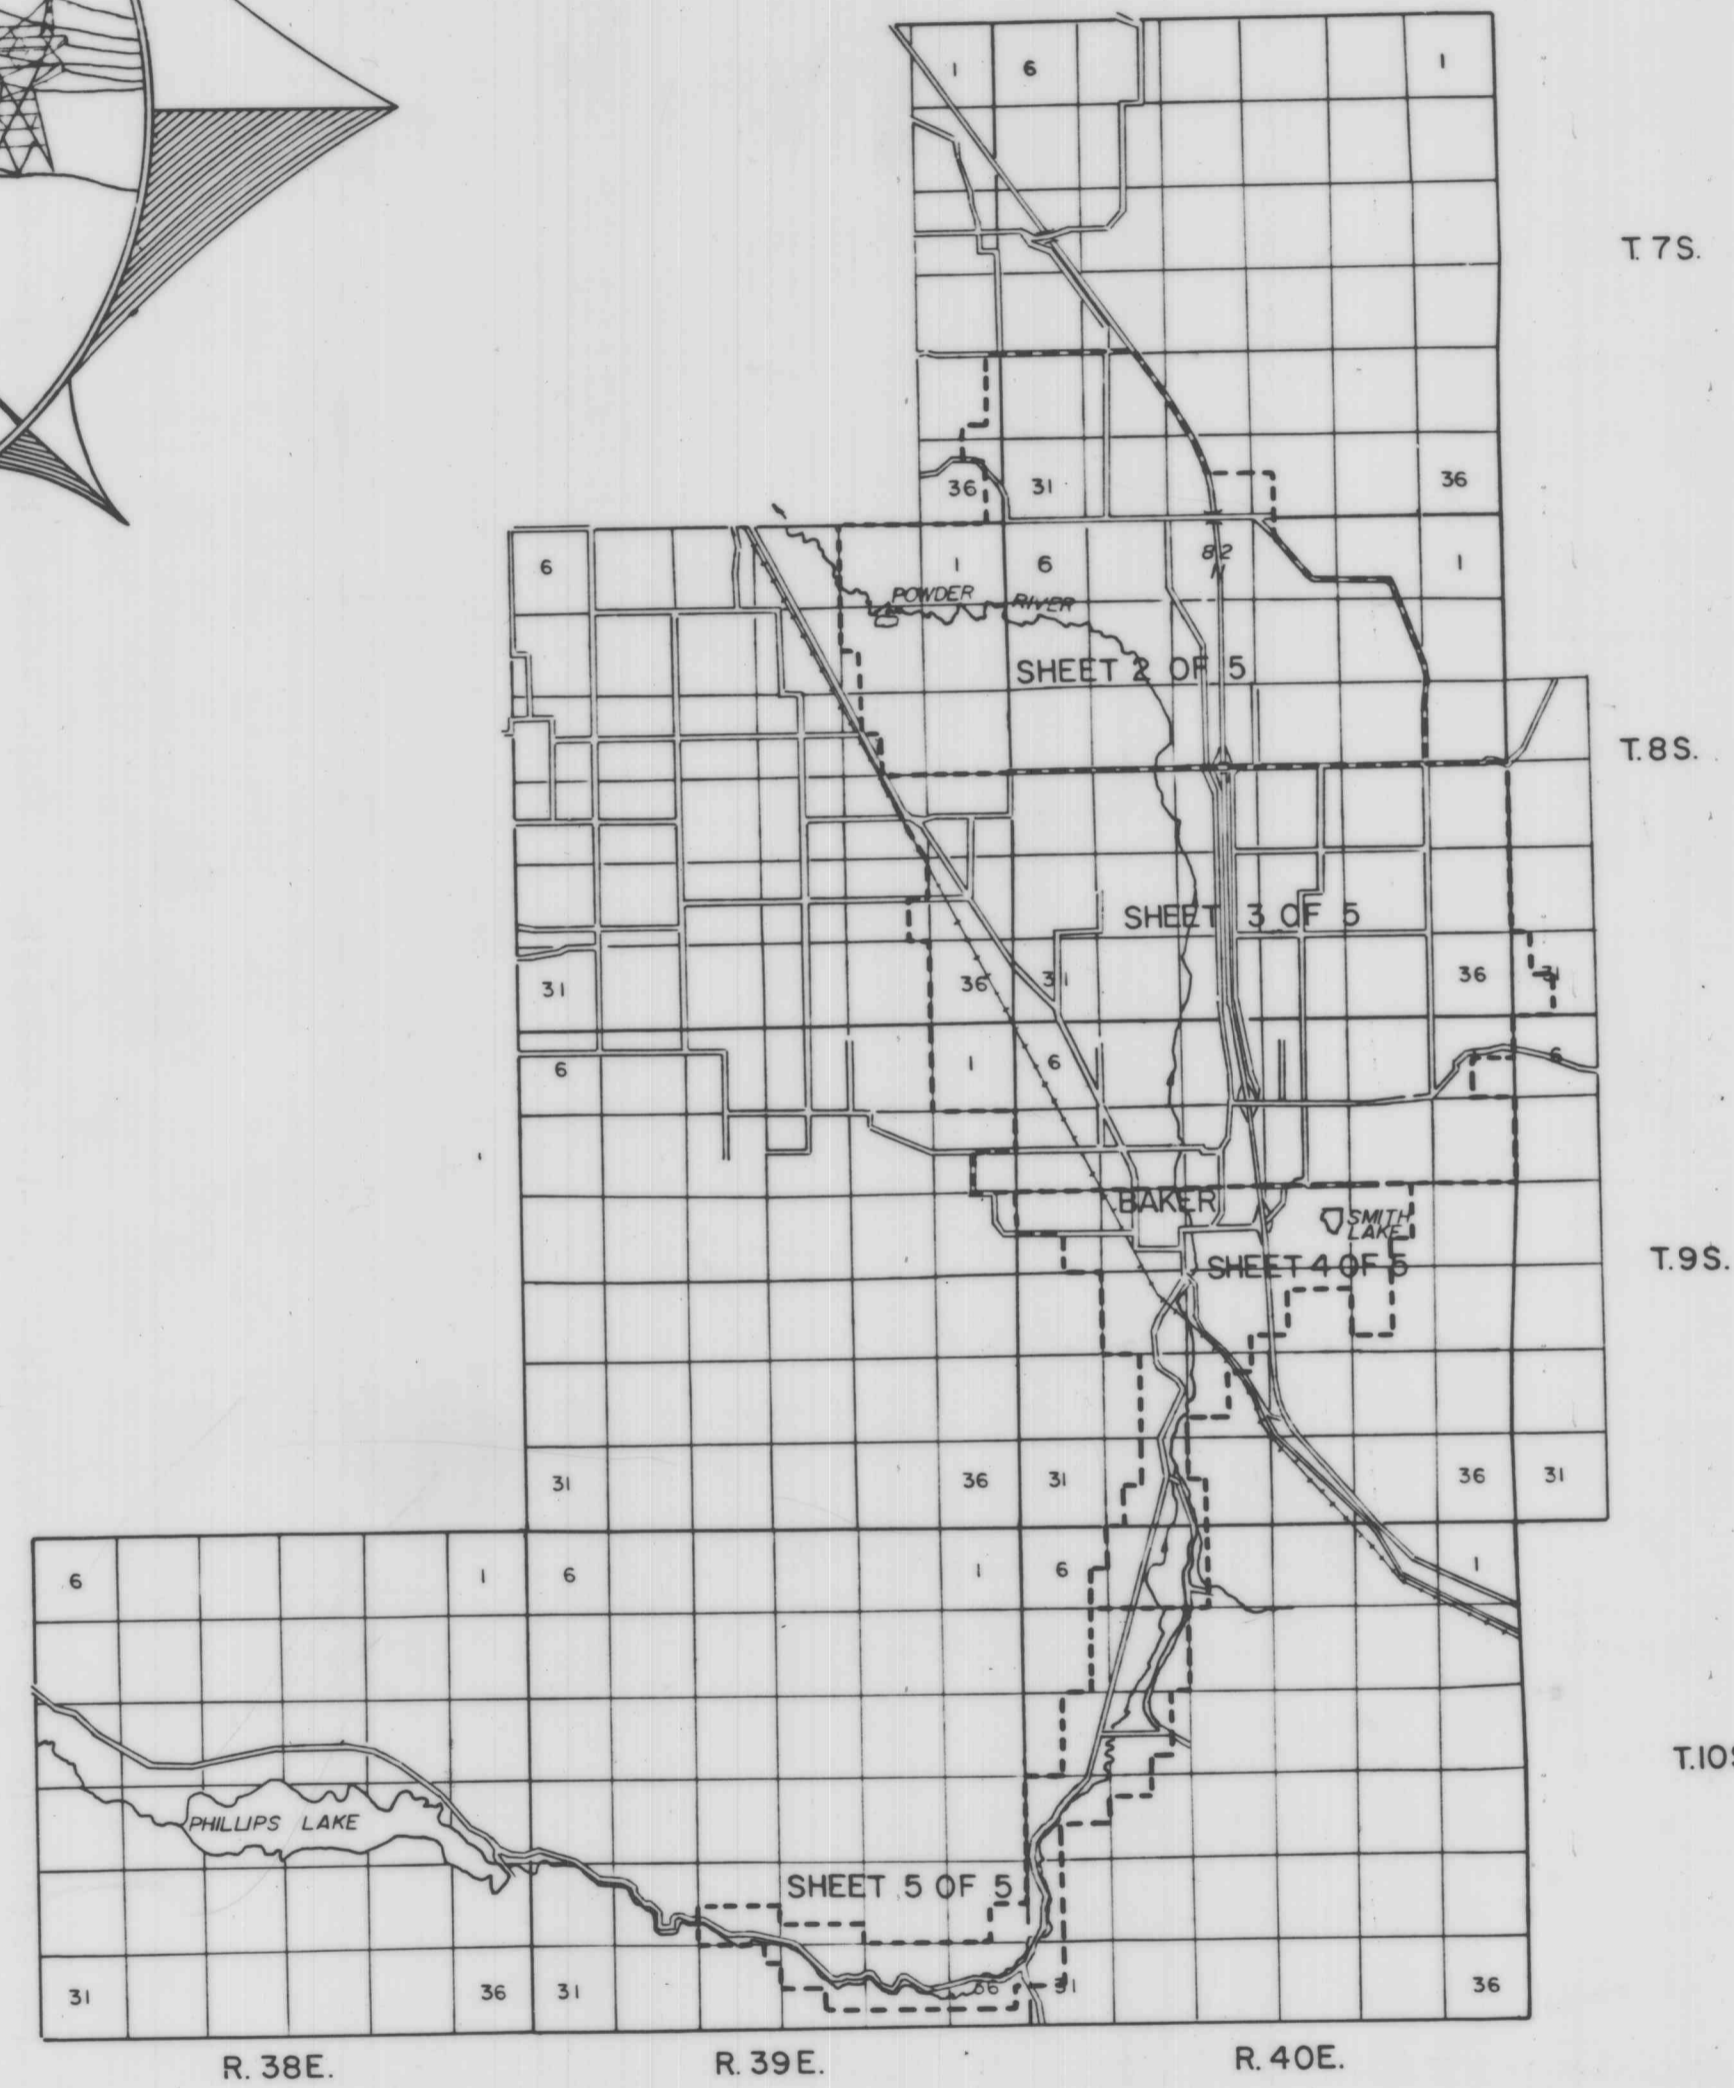 1 6 1
T. 7S.
36 31 36
6 1 6 82 1
POWDER RIVER
SHEET 2 OF 5
T. 8S.
SHEET 3 OF 5
31 36 31 36 31
6 1 6 6
BAKER
SMITH
LAKE
T. 9S.
SHEET 4 OF 5
31 36 31 36 31
6 1 6 1 6 1
T.10S
PHILLIPS LAKE
SHEET 5 OF 5
31 36 31 36 31 36
R. 38E. R. 39E. R. 40E.